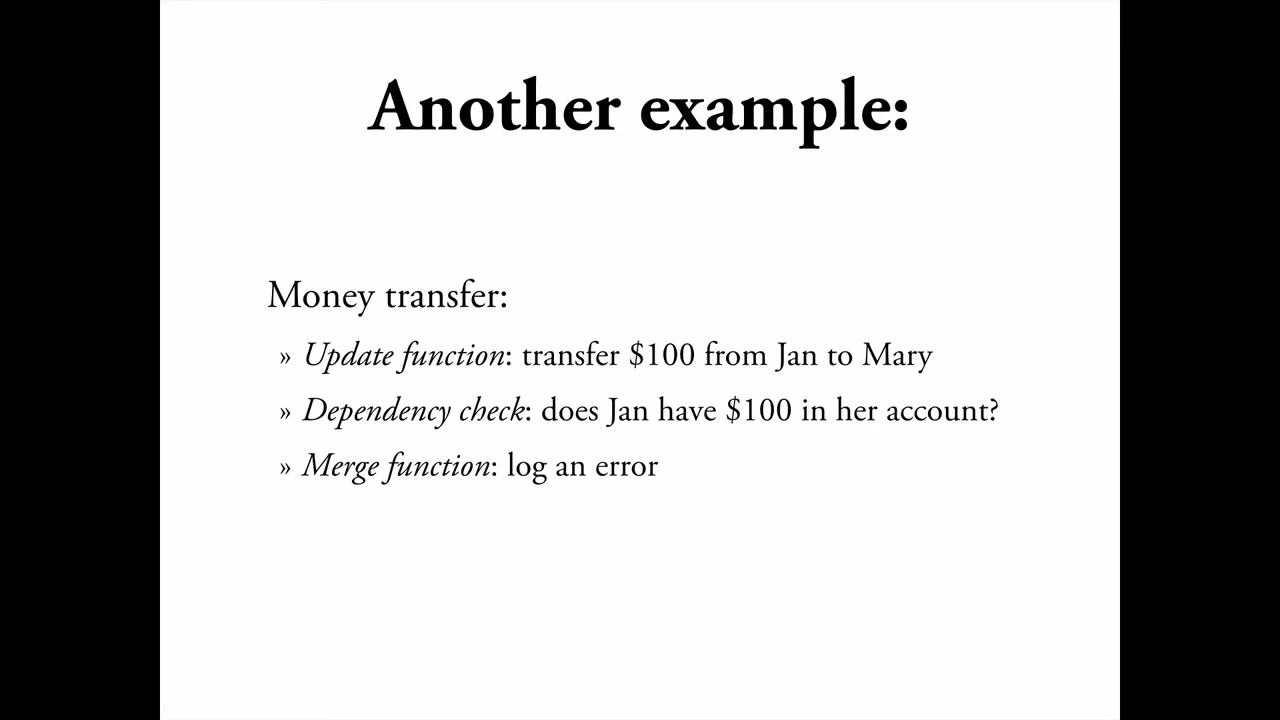 Another example:
Money transfer:
» Update function: transfer $100 from Jan to Mary
» Dependency check: does Jan have $100 in her account?
» Merge function: log an error